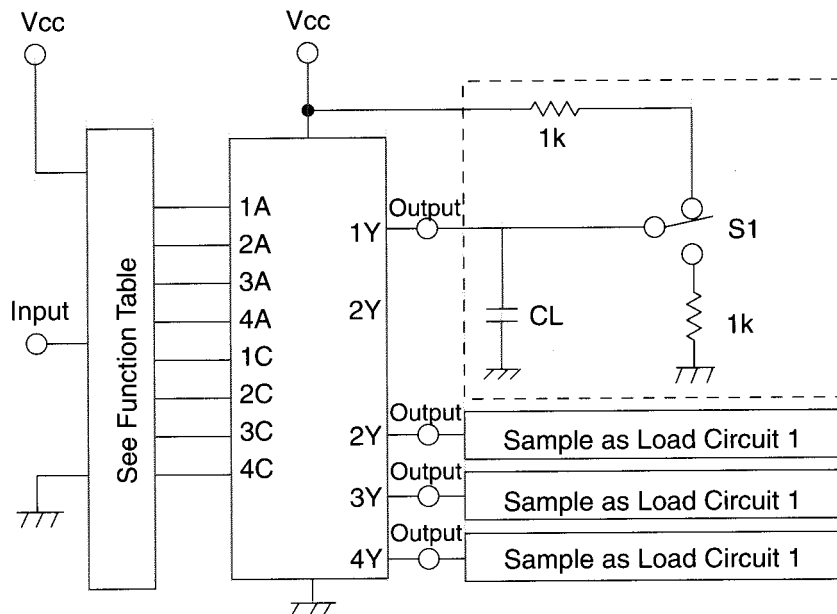 Vcc
Vcc
1k
Output
1A
1Y
S1
2A
3A
2Y
Input
4A
CL
1k
1C
See Function Table
2C
Output
3C
2Y
Sample as Load Circuit 1
4C
Output
3Y
Sample as Load Circuit 1
Output
4Y
Sample as Load Circuit 1